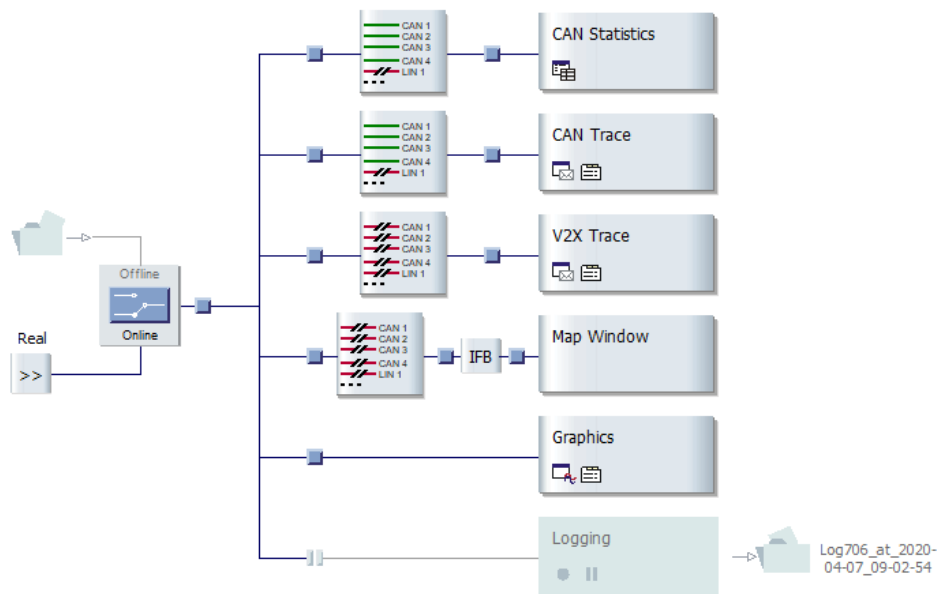 CAN 1
CAN 2
CAN 3
CAN 4
LIN 1
CAN Statistics
CAN 1
CAN 2
CAN 3
CAN 4
LIN 1
CAN Trace
CAN 1
CAN 2
CAN 3
CAN 4
LIN 1
V2X Trace
Offline
Online
Real
>>
CAN 1
CAN 2
CAN 3
CAN 4
LIN 1
IFB
Map Window
Graphics
Logging
Log706_at_2020-
04-07_09-02-54